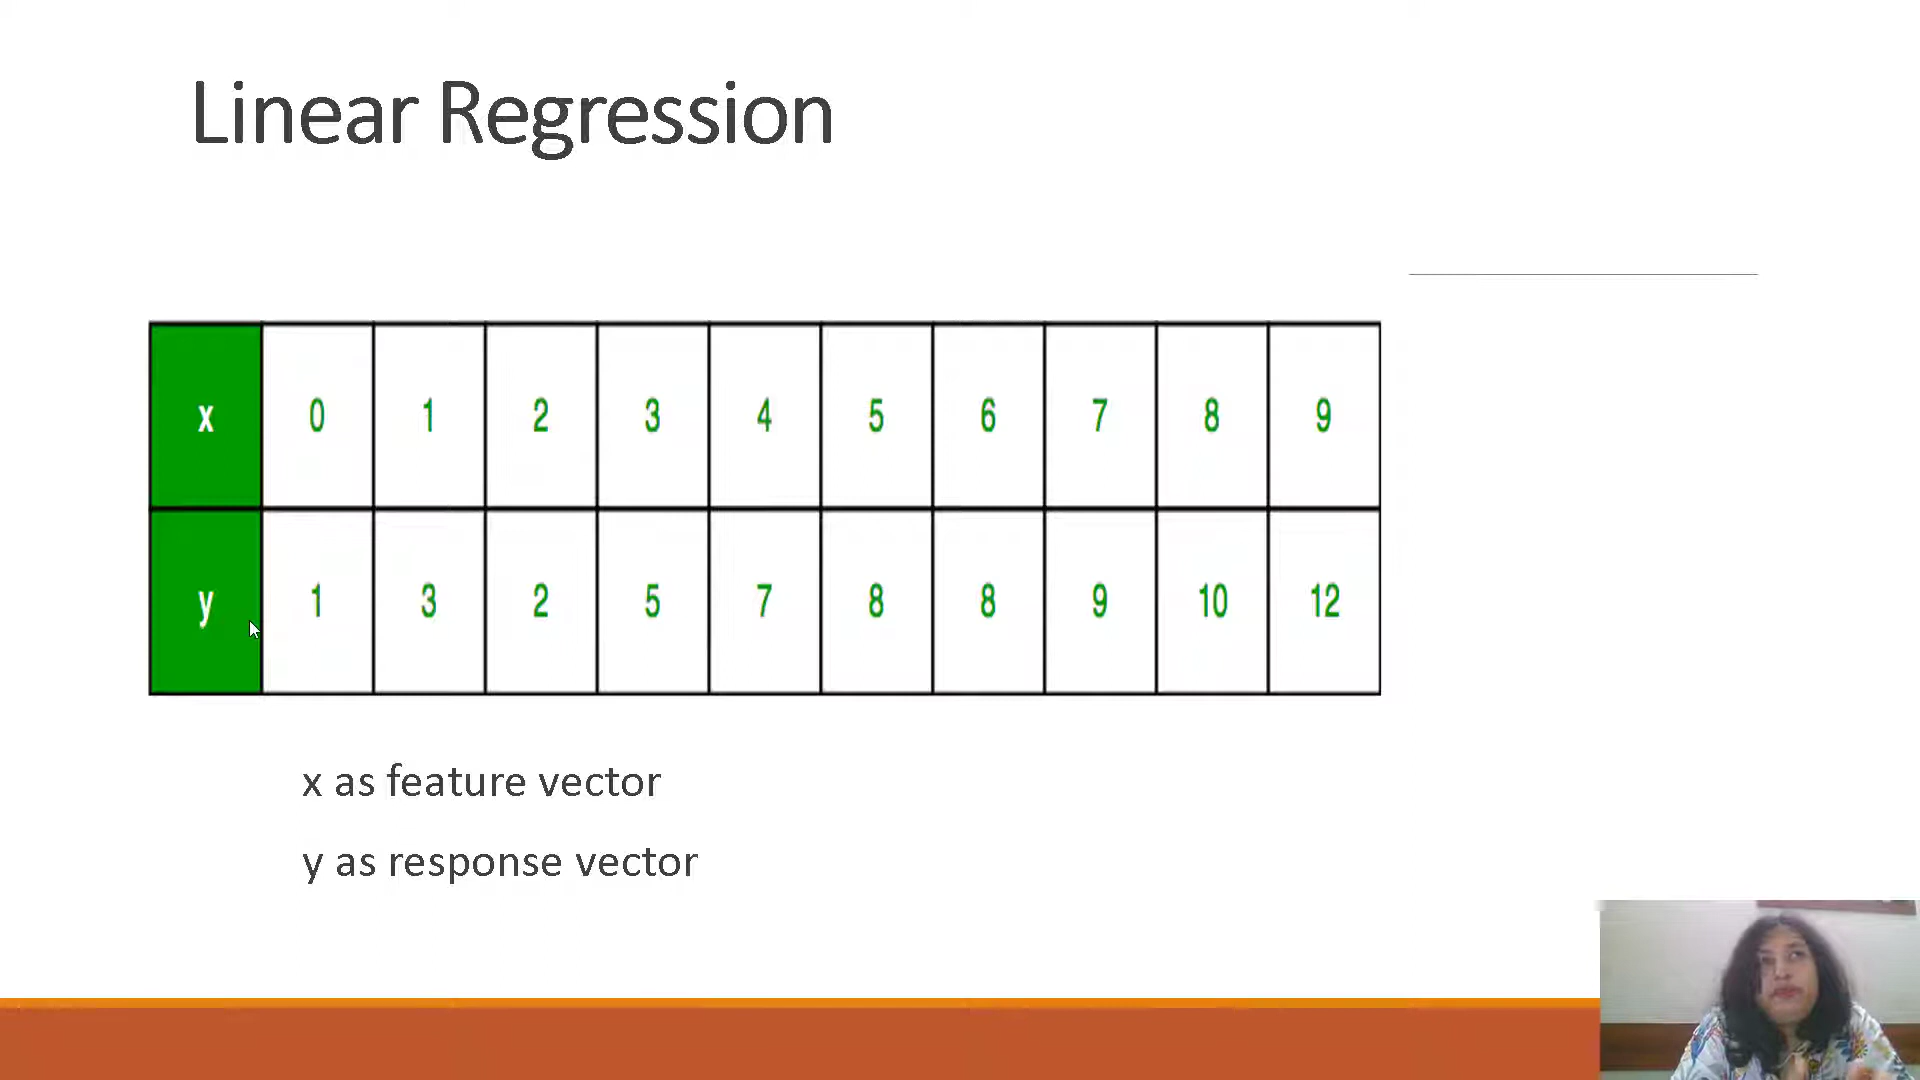 Linear Regression
x 0 1 2 3 4 5 6 7 8 9
y 1 3 2 5 7 8 8 9 10 12
x as feature vector
y as response vector